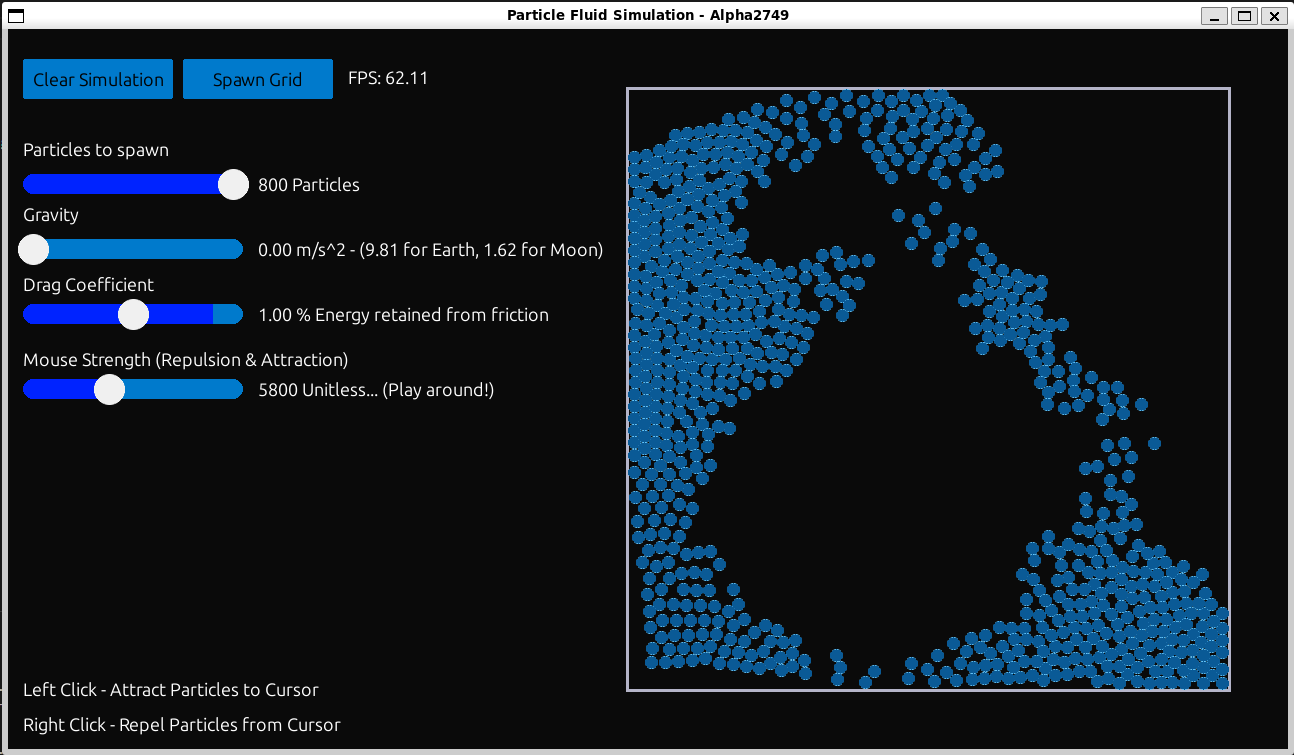 Particle Fluid Simulation - Alpha2749
Clear Simulation
Spawn Grid
FPS: 62.11
Particles to spawn
800 Particles
Gravity
0.00 m/s^2 - (9.81 for Earth, 1.62 for Moon)
Drag Coefficient
1.00 % Energy retained from friction
Mouse Strength (Repulsion & Attraction)
5800 Unitless... (Play around!)
Left Click - Attract Particles to Cursor
Right Click - Repel Particles from Cursor